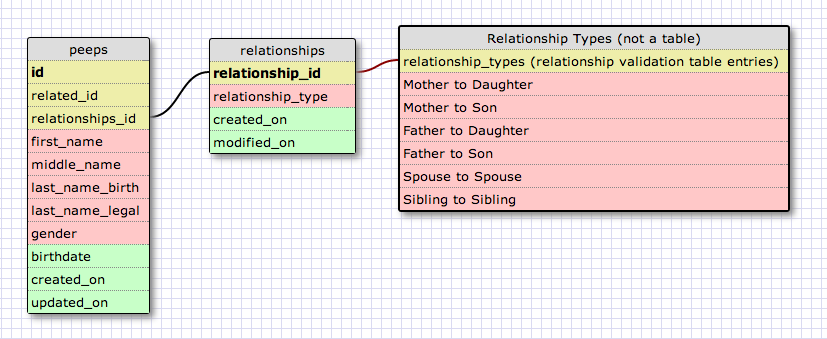 peeps
id
related_id
relationships_id
first_name
middle_name
last_name_birth
last_name_legal
gender
birthdate
created_on
updated_on
relationships
relationship_id
relationship_type
created_on
modified_on
Relationship Types (not a table)
relationship_types (relationship validation table entries)
Mother to Daughter
Mother to Son
Father to Daughter
Father to Son
Spouse to Spouse
Sibling to Sibling